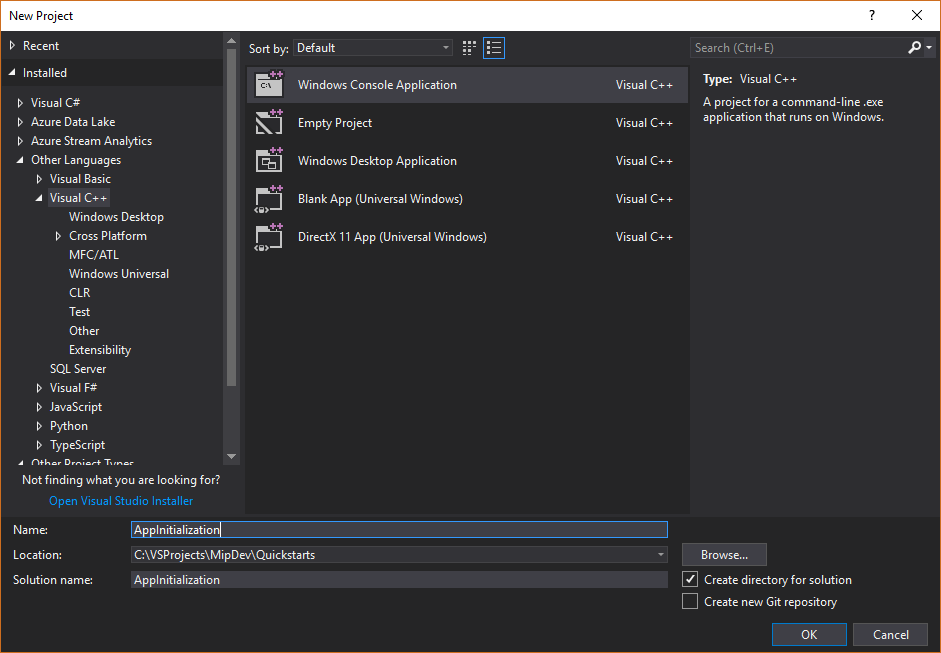 New Project
?
Recent
Installed
Visual C#
Azure Data Lake
Azure Stream Analytics
Other Languages
Visual Basic
Visual C++
Windows Desktop
Cross Platform
MFC/ATL
Windows Universal
CLR
Test
Other
Extensibility
SQL Server
Visual F#
JavaScript
Python
TypeScript
Other Project Types
Not finding what you are looking for?
Open Visual Studio Installer
Sort by: Default
Windows Console Application Visual C++
Empty Project Visual C++
Windows Desktop Application Visual C++
Blank App (Universal Windows) Visual C++
DirectX 11 App (Universal Windows) Visual C++
Search (Ctrl+E)
Type: Visual C++
A project for a command-line .exe
application that runs on Windows.
Name: AppInitialization
Location: C:\VSProjects\MipDev\Quickstarts Browse...
Solution name: AppInitialization
Create directory for solution
Create new Git repository
OK Cancel